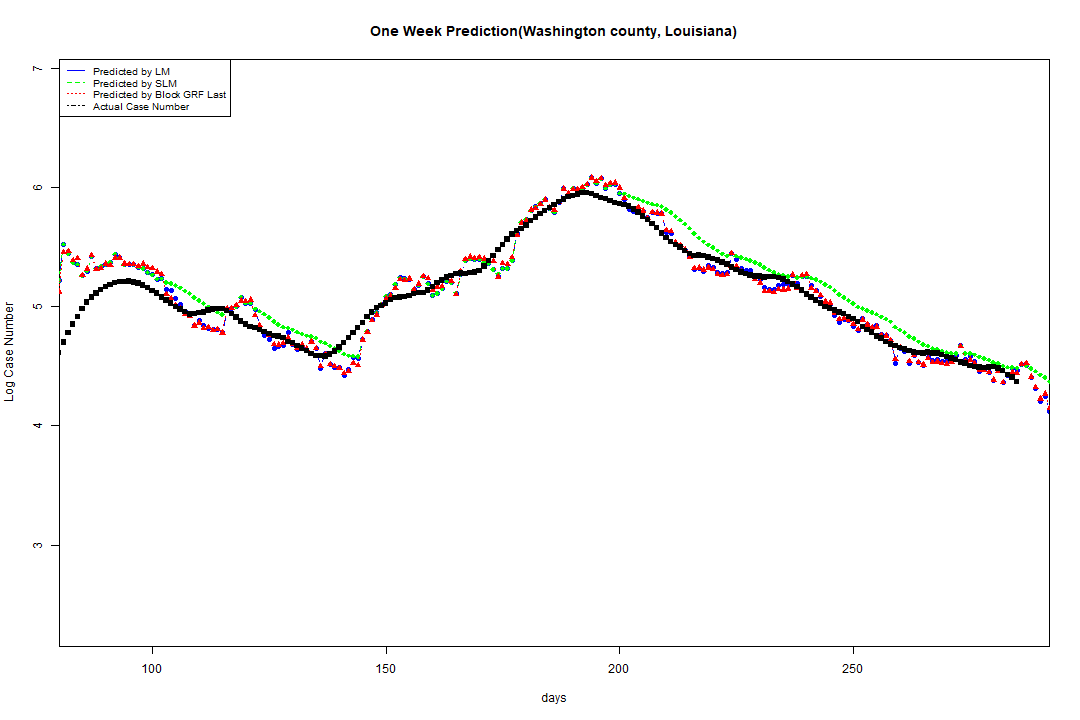 One Week Prediction(Washington county, Louisiana)
Predicted by LM
Predicted by SLM
Predicted by Block GRF Last
Actual Case Number
7
6
5
4
3
Log Case Number
100 150 200 250
days